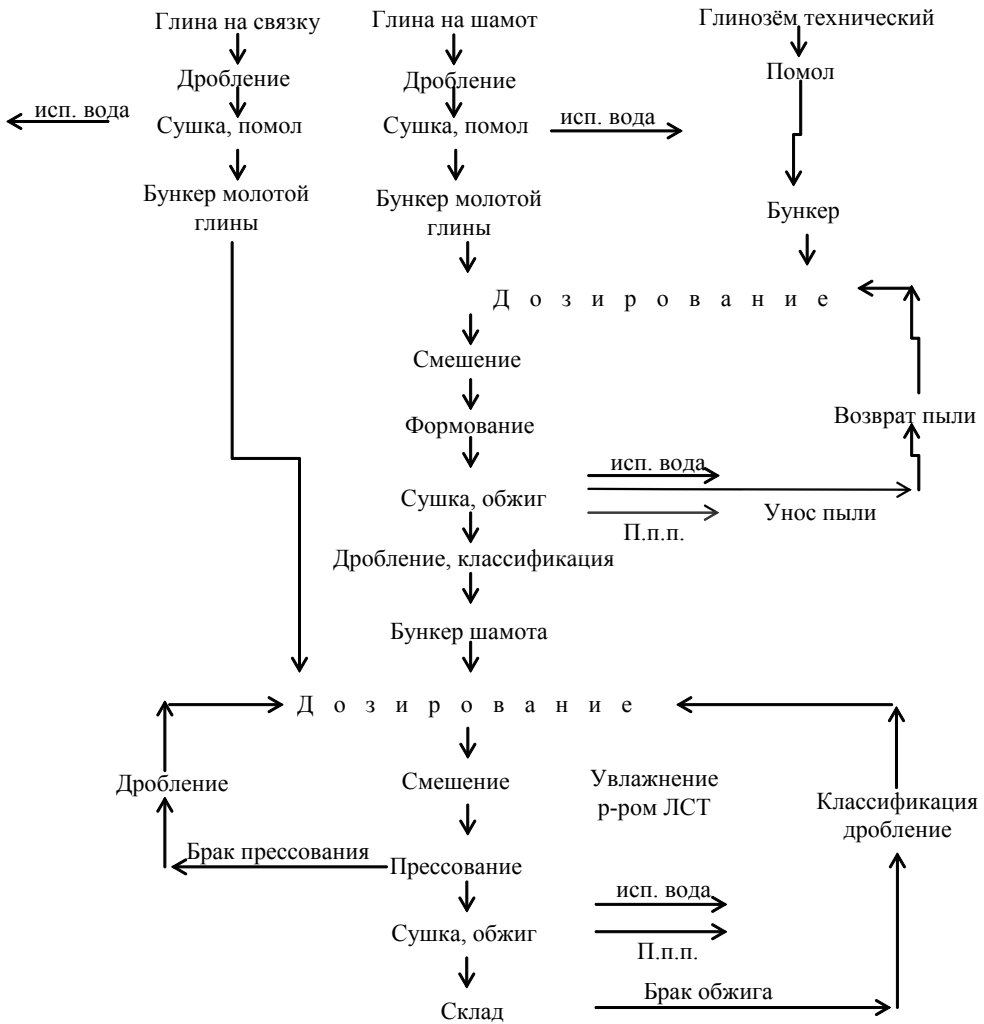 Глина на связку
Глина на шамот
Глинозём технический
Дробление
Дробление
Помол
исп. вода
Сушка, помол
Сушка, помол
исп. вода
Бункер молотой
глины
Бункер молотой
глины
Бункер
Д о з и р о в а н и е
Смешение
Формование
Возврат пыли
Сушка, обжиг
исп. вода
Унос пыли
П.п.п.
Дробление, классификация
Бункер шамота
Д о з и р о в а н и е
Дробление
Смешение
Увлажнение
р-ром ЛСТ
Классификация
дробление
Брак прессования
Прессование
исп. вода
Сушка, обжиг
П.п.п.
Брак обжига
Склад